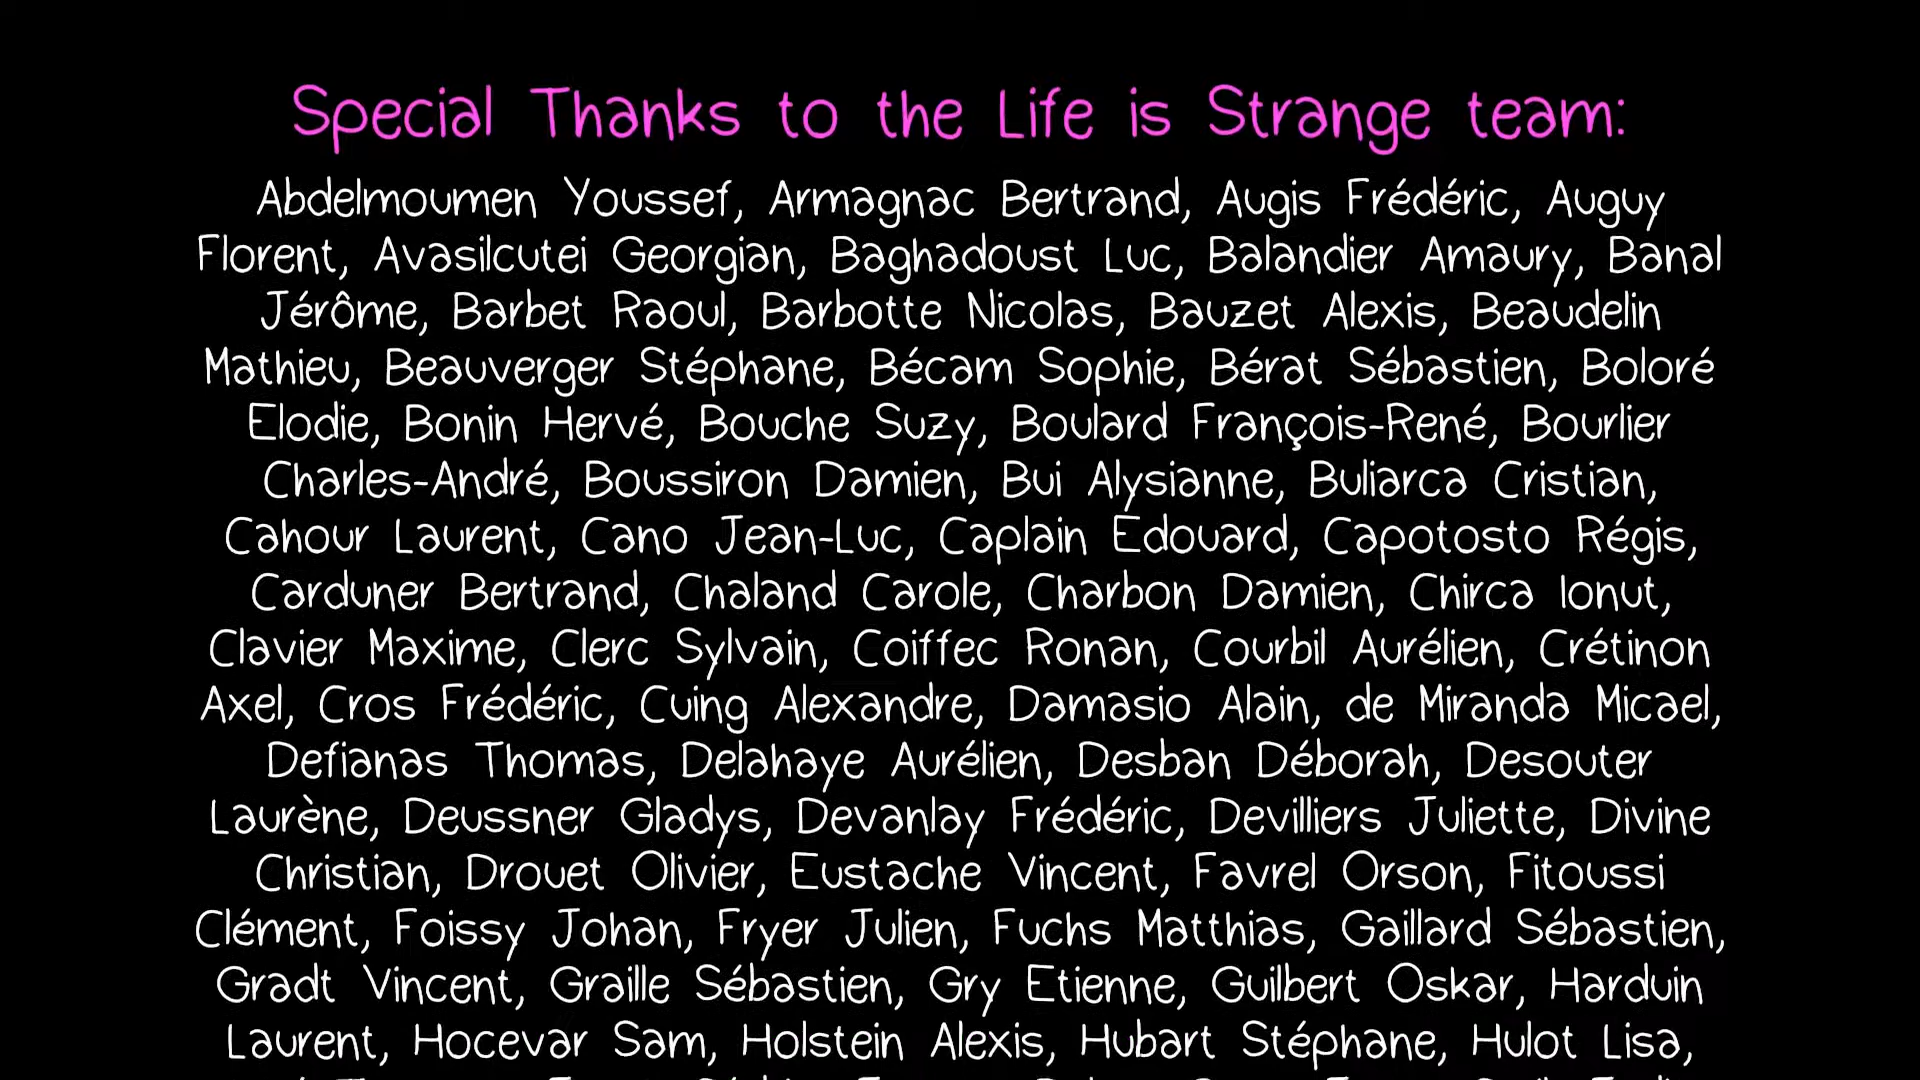 Special Thanks to the Life is Strange team:
Abdelmoumen Youssef, Armagnac Bertrand, Augis Frédéric, Auguy
Florent, Avasilcutei Georgian, Baghadoust Luc, Balandier Amaury, Banal
Jérôme, Barbet Raoul, Barbotte Nicolas, Bauzet Alexis, Beaudelin
Mathieu, Beauverger Stéphane, Bécam Sophie, Bérat Sébastien, Boloré
Elodie, Bonin Hervé, Bouche Suzy, Boulard François-René, Bourlier
Charles-André, Boussiron Damien, Bui Alysianne, Buliarca Cristian,
Cahour Laurent, Cano Jean-Luc, Caplain Edouard, Capotosto Régis,
Carduner Bertrand, Chaland Carole, Charbon Damien, Chirca Ionut,
Clavier Maxime, Clerc Sylvain, Coiffec Ronan, Courbil Aurélien, Crétinon
Axel, Cros Frédéric, Cuing Alexandre, Damasio Alain, de Miranda Micael,
Defianas Thomas, Delahaye Aurélien, Desban Déborah, Desouter
Laurène, Deussner Gladys, Devanlay Frédéric, Devilliers Juliette, Divine
Christian, Drouet Olivier, Eustache Vincent, Favrel Orson, Fitoussi
Clément, Foissy Johan, Fryer Julien, Fuchs Matthias, Gaillard Sébastien,
Gradt Vincent, Graille Sébastien, Gry Etienne, Guilbert Oskar, Harduin
Laurent, Hocevar Sam, Holstein Alexis, Hubart Stéphane, Hulot Lisa,